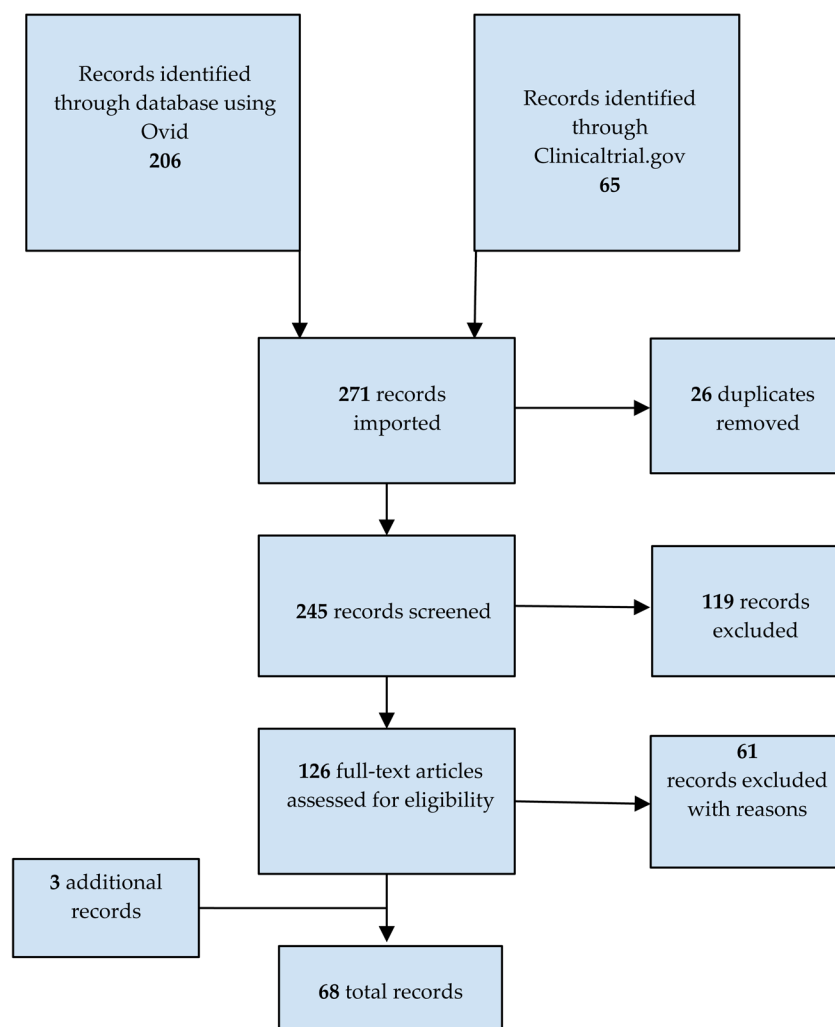 Records identified
through database using
Ovid
206
Records identified
through
Clinicaltrial.gov
65
271 records
imported
26 duplicates
removed
245 records screened
119 records
excluded
126 full-text articles
assessed for eligibility
61
records excluded
with reasons
3 additional
records
68 total records